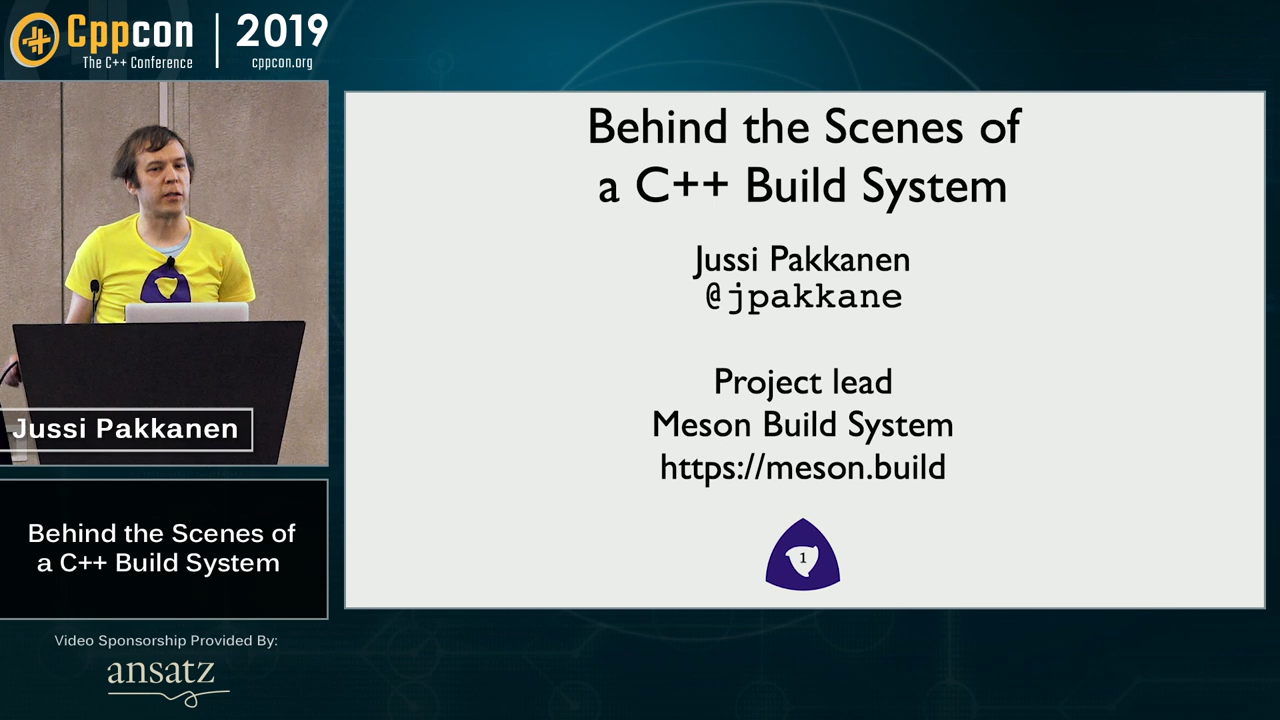 Cppcon
The C++ Conference
2019
cppcon.org
Jussi Pakkanen
Behind the Scenes of
a C++ Build System
Video Sponsorship Provided By:
ansatz
Behind the Scenes of
a C++ Build System
Jussi Pakkanen
@jpakkane
Project lead
Meson Build System
https://meson.build
1